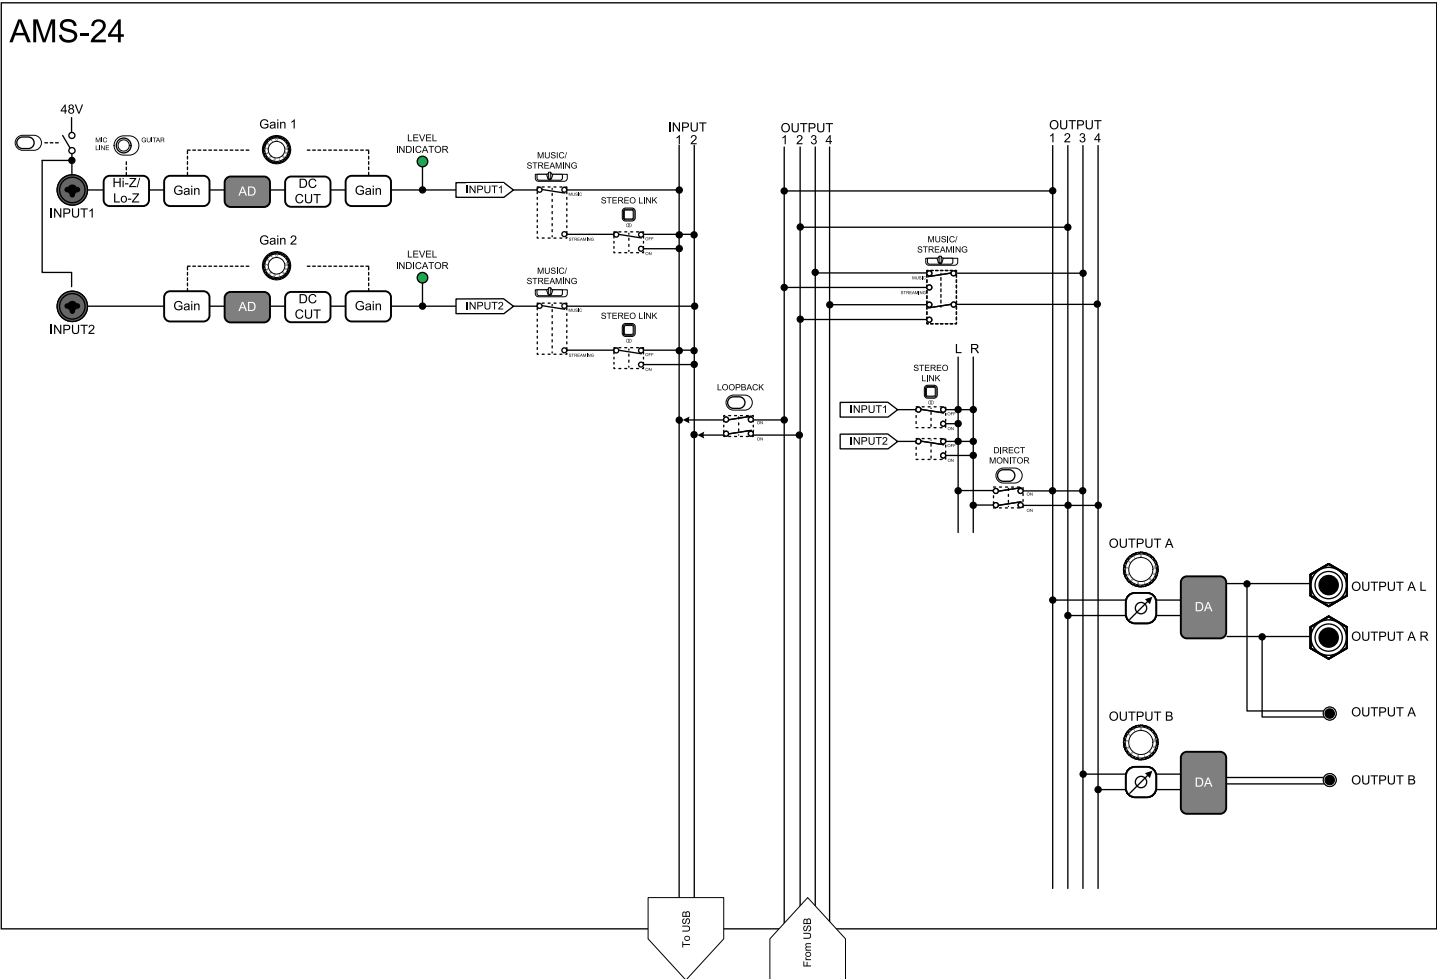 AMS-24
48V
MIC
LINE
GUITAR
Gain 1
LEVEL
INDICATOR
MUSIC/
STREAMING
INPUT
1 2
OUTPUT
1 2 3 4
OUTPUT
1 2 3 4
Hi-Z/
Lo-Z
Gain
AD
DC
CUT
Gain
INPUT1
MUSIC
INPUT1
STEREO LINK
STREAMING
OFF
ON
Gain 2
LEVEL
INDICATOR
MUSIC/
STREAMING
MUSIC/
STREAMING
MUSIC
STREAMING
Gain
AD
DC
CUT
Gain
INPUT2
MUSIC
INPUT2
STEREO LINK
STREAMING
OFF
ON
L R
STEREO
LINK
LOOPBACK
ON
ON
INPUT1
OFF
ON
INPUT2
OFF
ON
DIRECT
MONITOR
ON
ON
OUTPUT A
DA
OUTPUT A L
OUTPUT A R
OUTPUT A
OUTPUT B
DA
OUTPUT B
To USB
From USB